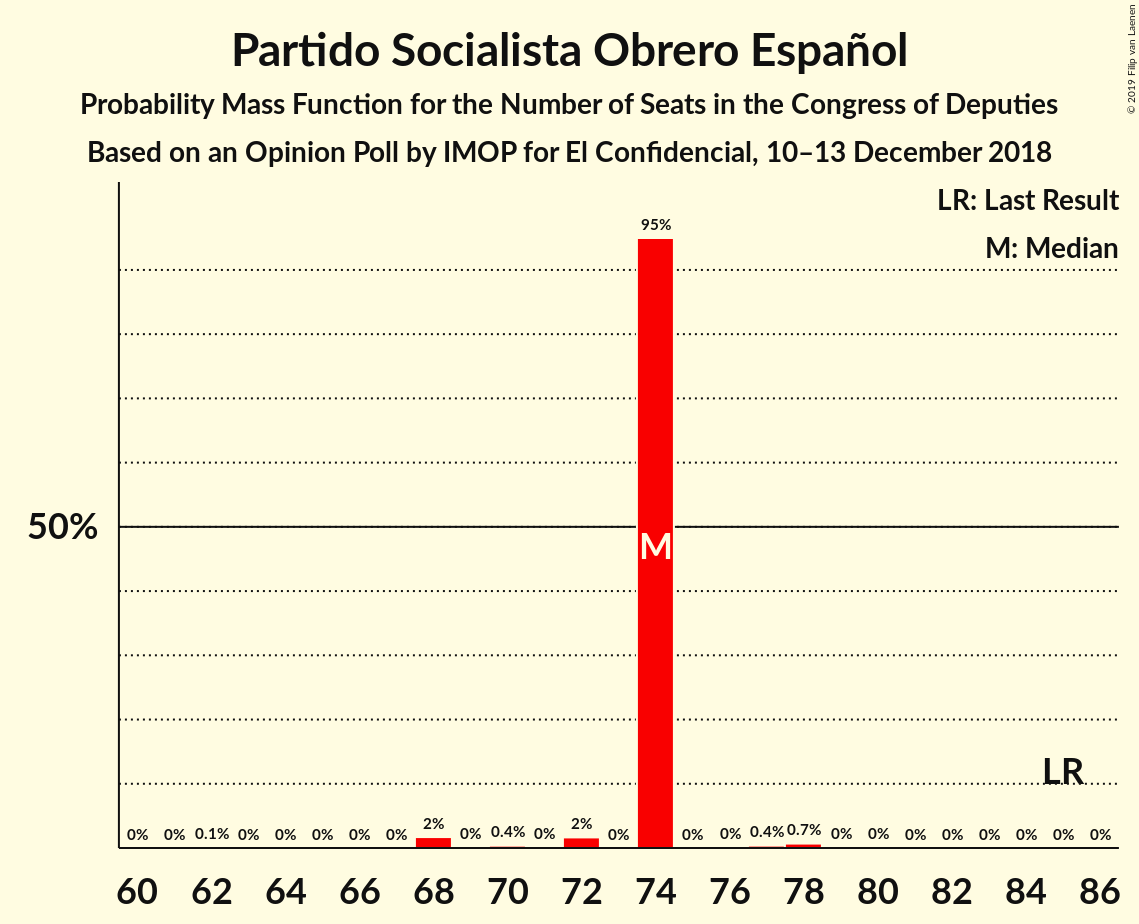 Partido Socialista Obrero Español
Probability Mass Function for the Number of Seats in the Congress of Deputies
Based on an Opinion Poll by IMOP for El Confidencial, 10–13 December 2018
© 2019 Filip van Laenen
LR: Last Result
M: Median
95%
50%
M
LR
0% 0% 0.1% 0% 0% 0% 0% 0% 2% 0% 0.4% 0% 2% 0% 0% 0% 0.4% 0.7% 0% 0% 0% 0% 0% 0% 0% 0%
60 62 64 66 68 70 72 74 76 78 80 82 84 86